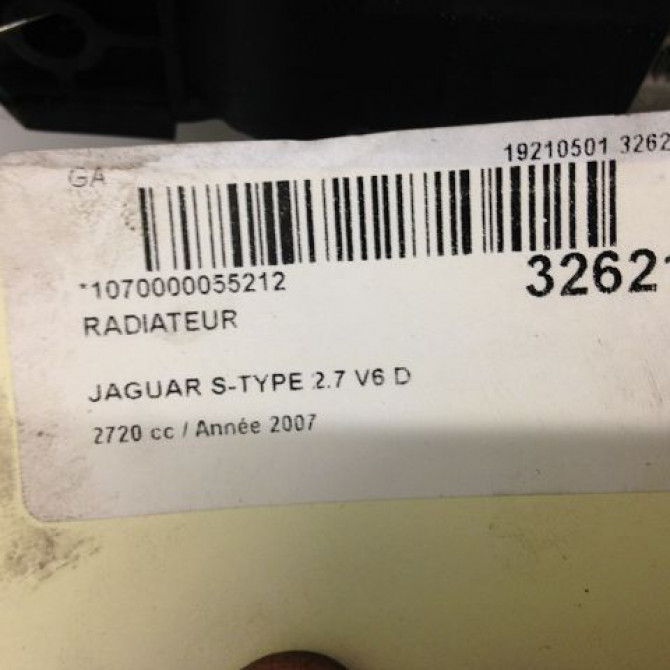 19210501 3262
GA
*1070000055212
32621
RADIATEUR
JAGUAR S-TYPE 2.7 V6 D
2720 cc / Année 2007